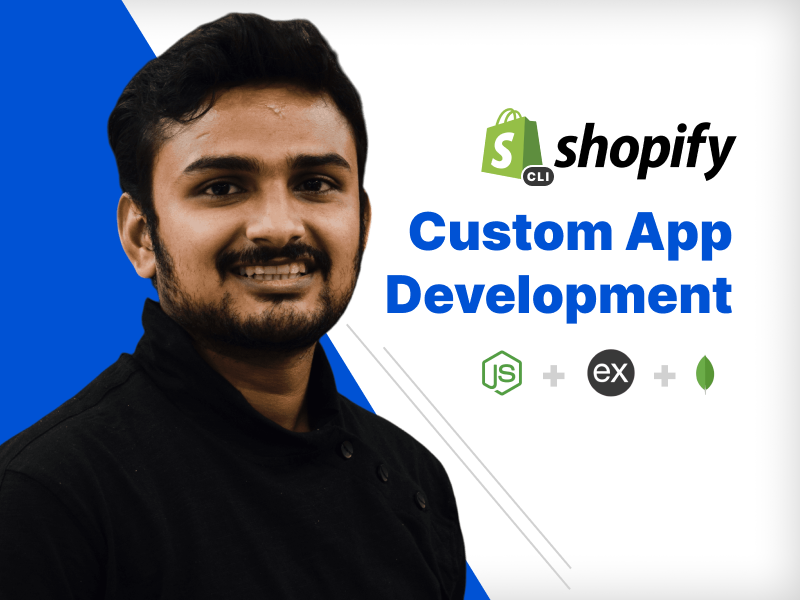 S shopify
CLI
Custom App
Development
JS + ex +